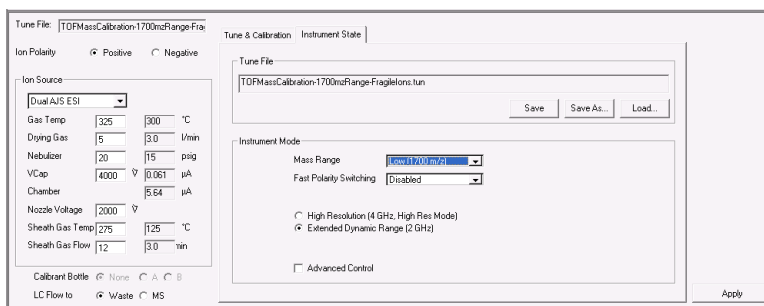 Tune File: TOFMassCalibration-1700mzRange-Frag
Ion Polarity Positive Negative
Ion Source
Dual AJS ESI
Gas Temp 325 300 °C
Drying Gas 5 3.0 l/min
Nebulizer 20 15 psig
VCap 4000 V 0.061 µA
Chamber 5.64 µA
Nozzle Voltage 2000 V
Sheath Gas Temp 275 125 °C
Sheath Gas Flow 12 3.0 min
Calibrant Bottle None A B
LC Flow to Waste MS
Tune & Calibration Instrument State
Tune File
TOFMassCalibration-1700mzRange-FragileIons.tun
Save Save As... Load...
Instrument Mode
Mass Range Low (1700 m/z)
Fast Polarity Switching Disabled
High Resolution (4 GHz, High Res Mode)
Extended Dynamic Range (2 GHz)
Advanced Control
Apply